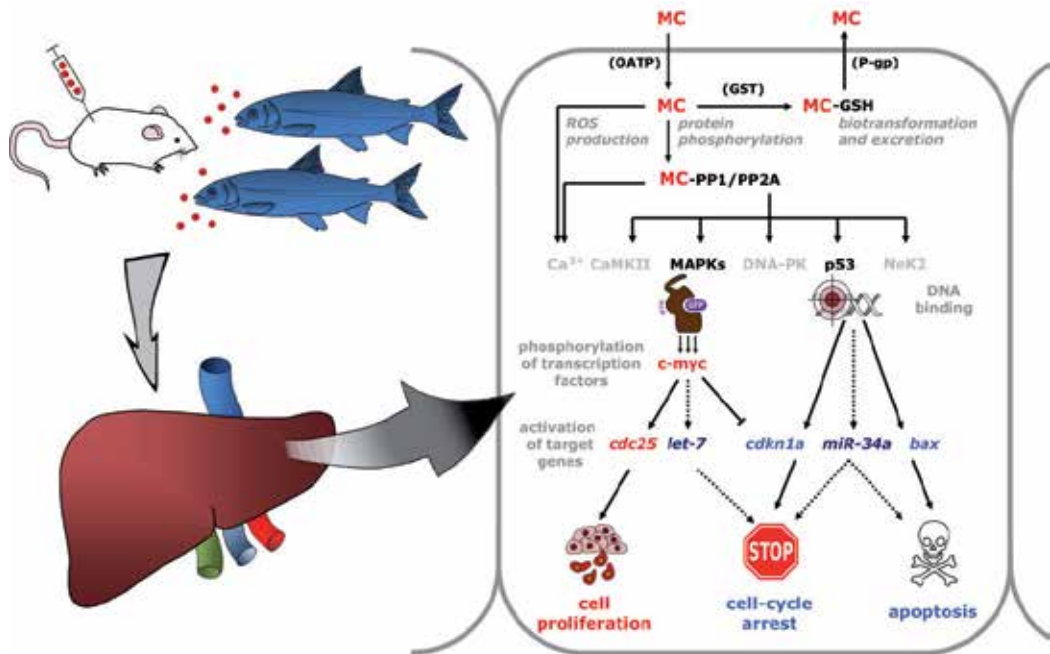 MC MC
(OATP) (P-gp)
(GST)
MC MC-GSH
ROS production
protein phosphorylation
biotransformation and excretion
MC-PP1/PP2A
Ca²⁺ CaMKII MAPKs DNA-PK p53 NeK2
GTP
DNA
binding
phosphorylation
of transcription
factors
c-myc
activation
of target
genes
cdc25 let-7 cdkn1a miR-34a bax
STOP
cell
proliferation
cell-cycle
arrest
apoptosis